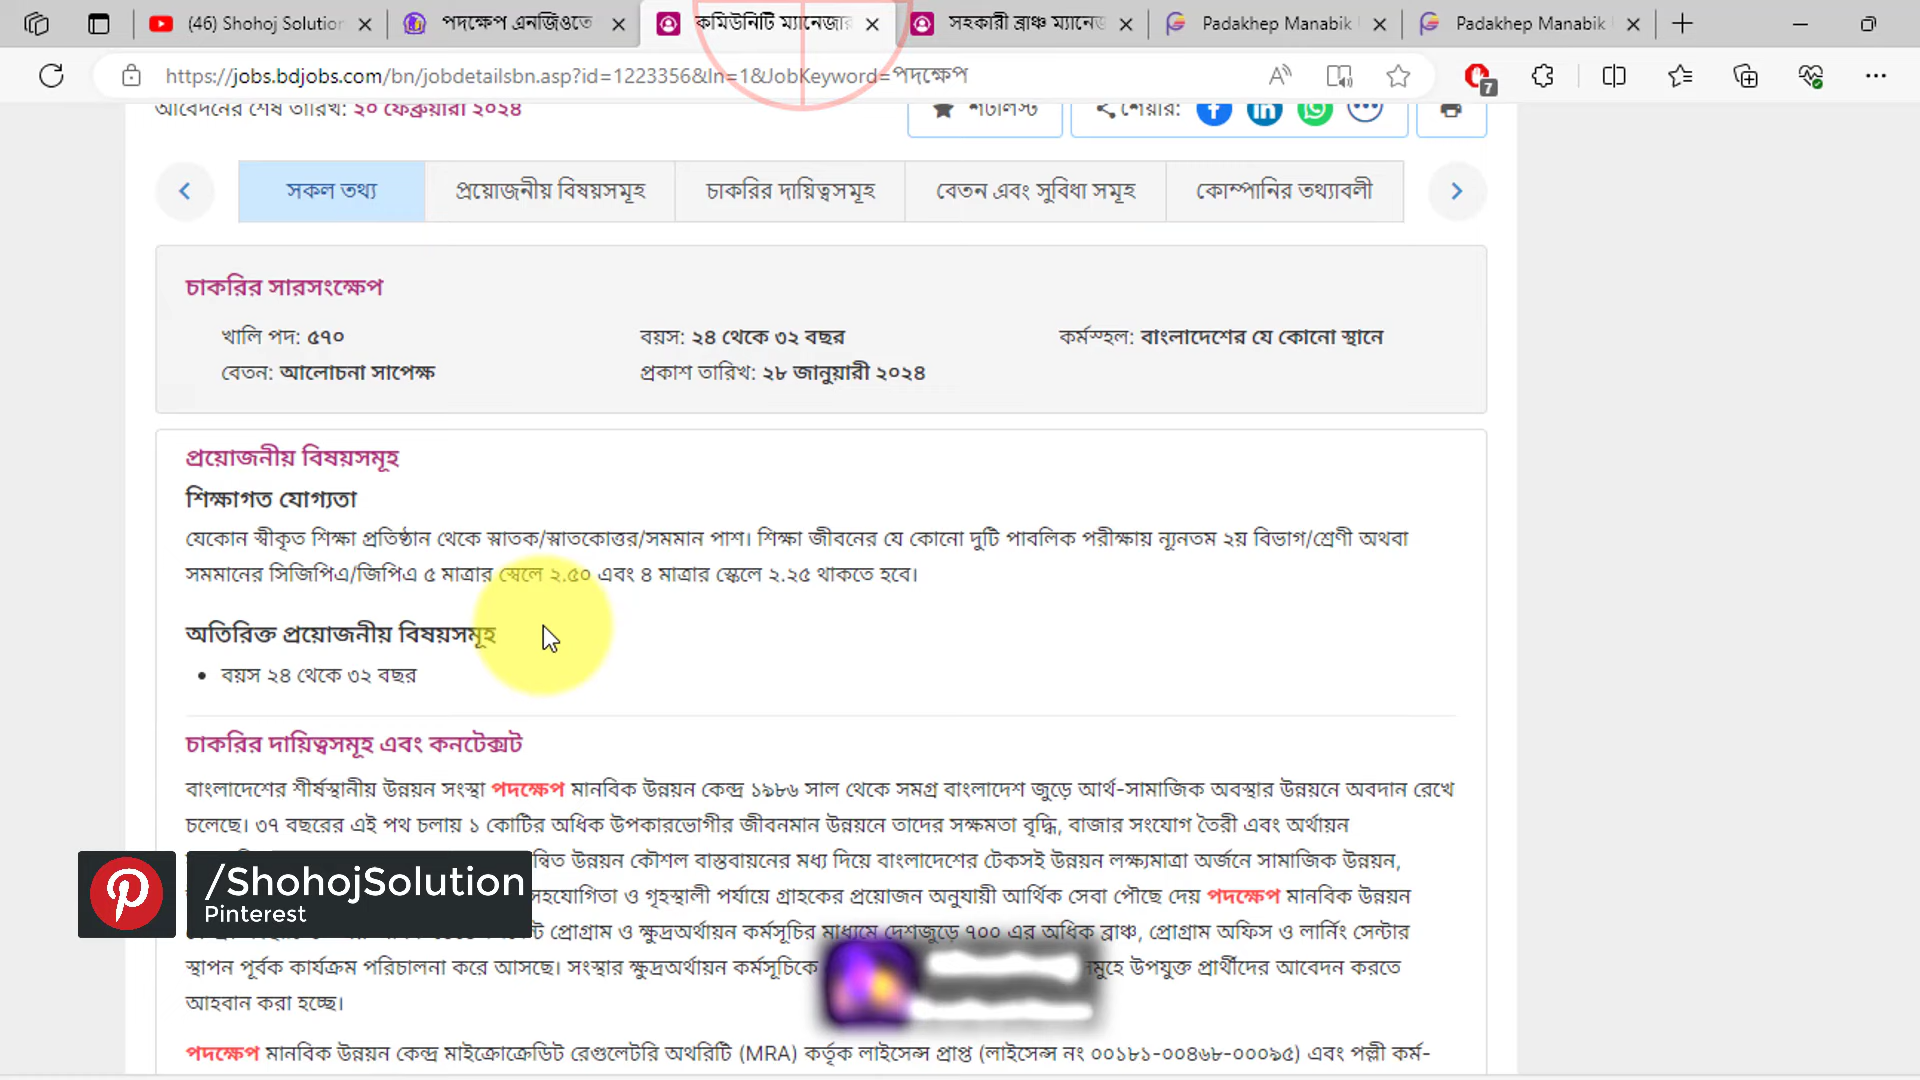 (46) Shohoj Solution
পদক্ষেপ এনজিওতে
কমিউনিটি ম্যানেজার
সহকারী ব্রাঞ্চ ম্যানেজ
Padakhep Manabik
Padakhep Manabik
https://jobs.bdjobs.com/bn/jobdetailsbn.asp?id=1223356&ln=1&JobKeyword=পদক্ষেপ
7
আবেদনের শেষ তারিখ: ২০ ফেব্রুয়ারী ২০২৪
শর্টলিস্ট
শেয়ার:
সকল তথ্য
প্রয়োজনীয় বিষয়সমূহ
চাকরির দায়িত্বসমূহ
বেতন এবং সুবিধা সমূহ
কোম্পানির তথ্যাবলী
চাকরির সারসংক্ষেপ
খালি পদ: ৫৭০
বয়স: ২৪ থেকে ৩২ বছর
কর্মস্হল: বাংলাদেশের যে কোনো স্থানে
বেতন: আলোচনা সাপেক্ষ
প্রকাশ তারিখ: ২৮ জানুয়ারী ২০২৪
প্রয়োজনীয় বিষয়সমূহ
শিক্ষাগত যোগ্যতা
যেকোন স্বীকৃত শিক্ষা প্রতিষ্ঠান থেকে স্নাতক/স্নাতকোত্তর/সমমান পাশ। শিক্ষা জীবনের যে কোনো দুটি পাবলিক পরীক্ষায় ন্যূনতম ২য় বিভাগ/শ্রেণী অথবা
সমমানের সিজিপিএ/জিপিএ ৫ মাত্রার স্বেলে ২.৫০ এবং ৪ মাত্রার স্কেলে ২.২৫ থাকতে হবে।
অতিরিক্ত প্রয়োজনীয় বিষয়সমূহ
• বয়স ২৪ থেকে ৩২ বছর
চাকরির দায়িত্বসমূহ এবং কনটেক্সট
বাংলাদেশের শীর্ষস্থানীয় উন্নয়ন সংস্থা পদক্ষেপ মানবিক উন্নয়ন কেন্দ্র ১৯৮৬ সাল থেকে সমগ্র বাংলাদেশ জুড়ে আর্থ-সামাজিক অবস্থার উন্নয়নে অবদান রেখে
চলেছে। ৩৭ বছরের এই পথ চলায় ১ কোটির অধিক উপকারভোগীর জীবনমান উন্নয়নে তাদের সক্ষমতা বৃদ্ধি, বাজার সংযোগ তৈরী এবং অর্থায়ন
ন্বিত উন্নয়ন কৌশল বাস্তবায়নের মধ্য দিয়ে বাংলাদেশের টেকসই উন্নয়ন লক্ষ্যমাত্রা অর্জনে সামাজিক উন্নয়ন,
/ShohojSolution
Pinterest
সহযোগিতা ও গৃহস্থালী পর্যায়ে গ্রাহকের প্রয়োজন অনুযায়ী আর্থিক সেবা পৌছে দেয় পদক্ষেপ মানবিক উন্নয়ন
প্রোগ্রাম ও ক্ষুদ্রঅর্থায়ন কর্মসূচির মাধ্যমে দেশজুড়ে ৭০০ এর অধিক ব্রাঞ্চ, প্রোগ্রাম অফিস ও লার্নিং সেন্টার
স্থাপন পূর্বক কার্যক্রম পরিচালনা করে আসছে। সংস্থার ক্ষুদ্রঅর্থায়ন কর্মসূচিকে সমুহে উপযুক্ত প্রার্থীদের আবেদন করতে
আহবান করা হচ্ছে।
পদক্ষেপ মানবিক উন্নয়ন কেন্দ্র মাইক্রোক্রেডিট রেগুলেটরি অথরিটি (MRA) কর্তৃক লাইসেন্স প্রাপ্ত (লাইসেন্স নং ০০১৮১-০০৪৬৮-০০০৯৫) এবং পল্লী কর্ম-